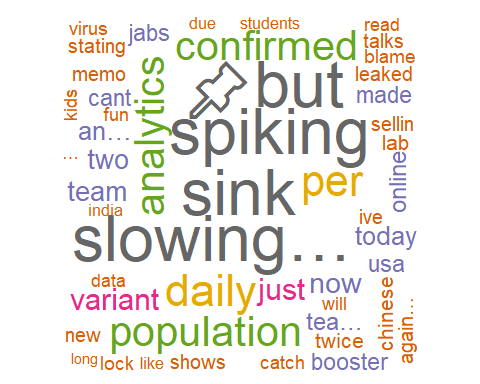 virus
due
students
read
stating
jabs
confirmed
talks
blame
memo
📌
but
leaked
kids
cant
analytics
made
fun
spiking
sellin
an…
lab
…
two
sink
per
online
team
india
slowing…
ive
today
usa
data
variant
daily
just
now
chinese
will
new
population
tea…
twice
again…
long
lock
like
shows
catch
booster